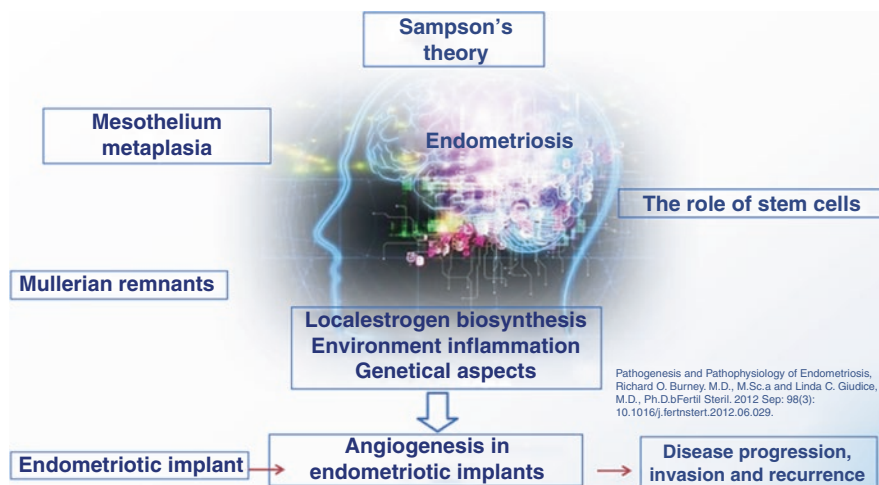 Sampson's
theory
Mesothelium
metaplasia
Endometriosis
The role of stem cells
Mullerian remnants
Localestrogen biosynthesis
Environment inflammation
Genetical aspects
Pathogenesis and Pathophysiology of Endometriosis,
Richard O. Burney. M.D., M.Sc.a and Linda C. Giudice,
M.D., Ph.D.bFertil Steril. 2012 Sep: 98(3):
10.1016/j.fertnstert.2012.06.029.
Endometriotic implant
Angiogenesis in
endometriotic implants
Disease progression,
invasion and recurrence